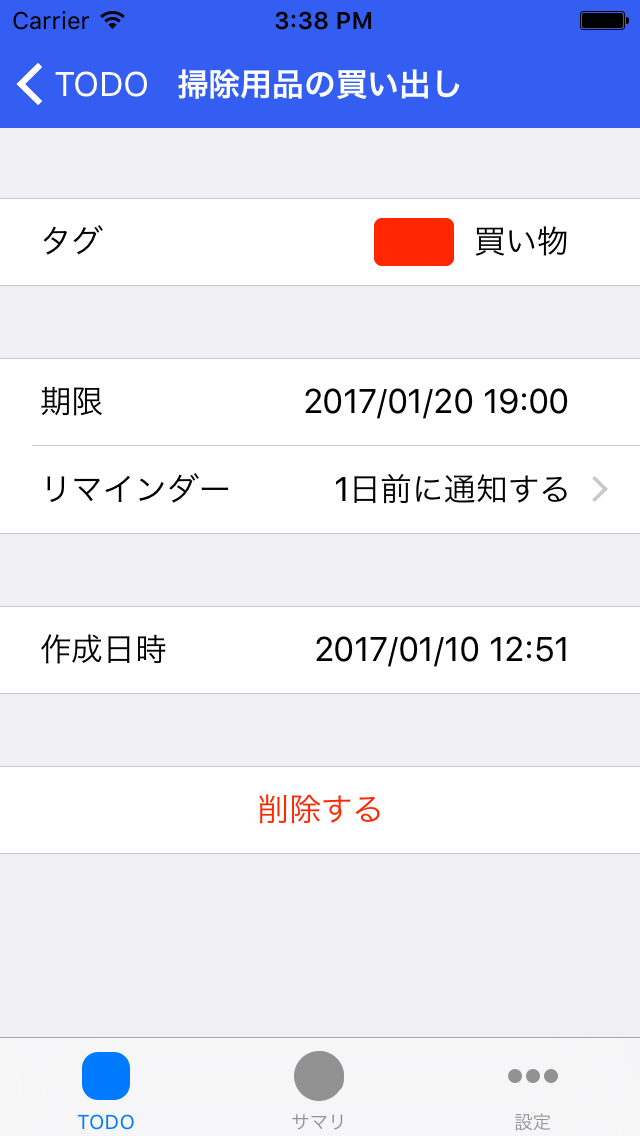 Carrier 3:38 PM
TODO 掃除用品の買い出し
タグ 買い物
期限 2017/01/20 19:00
リマインダー 1日前に通知する
作成日時 2017/01/10 12:51
削除する
TODO サマリ 設定